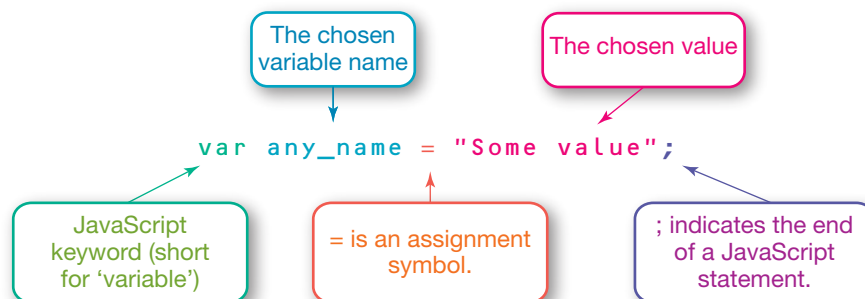 The chosen
variable name
The chosen value
var any_name = "Some value";
JavaScript
keyword (short
for ‘variable’)
= is an assignment
symbol.
; indicates the end
of a JavaScript
statement.